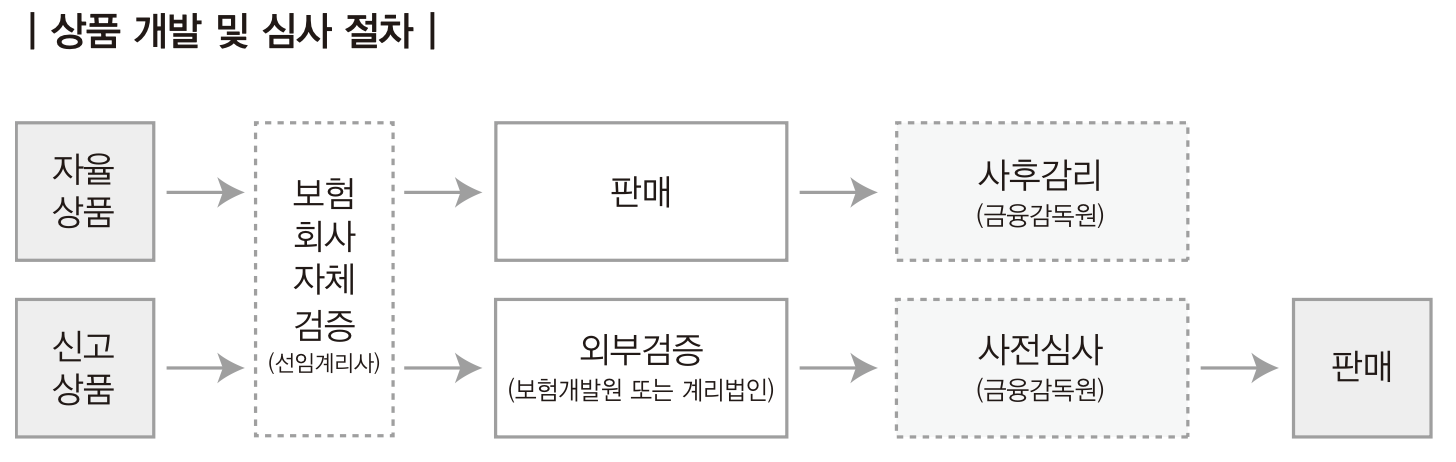 | 상품 개발 및 심사 절차 |
자율
상품
보험
회사
자체
검증
(선임계리사)
판매
사후감리
(금융감독원)
신고
상품
외부검증
(보험개발원 또는 계리법인)
사전심사
(금융감독원)
판매